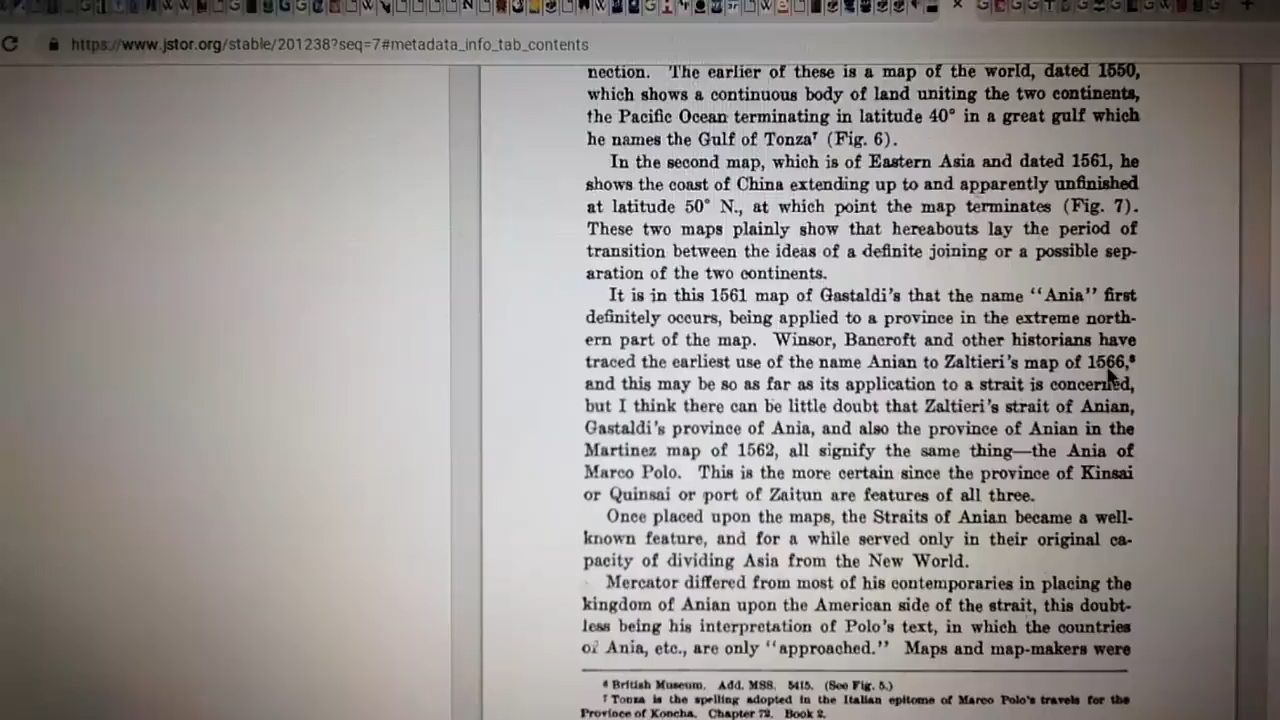 https://www.jstor.org/stable/201238?seq=7#metadata_info_tab_contents
nection. The earlier of these is a map of the world, dated 1550,
which shows a continuous body of land uniting the two continents,
the Pacific Ocean terminating in latitude 40° in a great gulf which
he names the Gulf of Tonza⁷ (Fig. 6).
In the second map, which is of Eastern Asia and dated 1561, he
shows the coast of China extending up to and apparently unfinished
at latitude 50° N., at which point the map terminates (Fig. 7).
These two maps plainly show that hereabouts lay the period of
transition between the ideas of a definite joining or a possible sep-
aration of the two continents.
It is in this 1561 map of Gastaldi's that the name "Ania" first
definitely occurs, being applied to a province in the extreme north-
ern part of the map. Winsor, Bancroft and other historians have
traced the earliest use of the name Anian to Zaltieri's map of 1566,⁸
and this may be so as far as its application to a strait is concerned,
but I think there can be little doubt that Zaltieri's strait of Anian,
Gastaldi's province of Ania, and also the province of Anian in the
Martinez map of 1562, all signify the same thing—the Ania of
Marco Polo. This is the more certain since the province of Kinsai
or Quinsai or port of Zaitun are features of all three.
Once placed upon the maps, the Straits of Anian became a well-
known feature, and for a while served only in their original ca-
pacity of dividing Asia from the New World.
Mercator differed from most of his contemporaries in placing the
kingdom of Anian upon the American side of the strait, this doubt-
less being his interpretation of Polo's text, in which the countries
of Ania, etc., are only "approached." Maps and map-makers were
⁶ British Museum. Add. MSS. 5415. (See Fig. 5.)
⁷ Tonza is the spelling adopted in the Italian epitome of Marco Polo's travels for the
Province of Koncha. Chapter 72, Book 2.